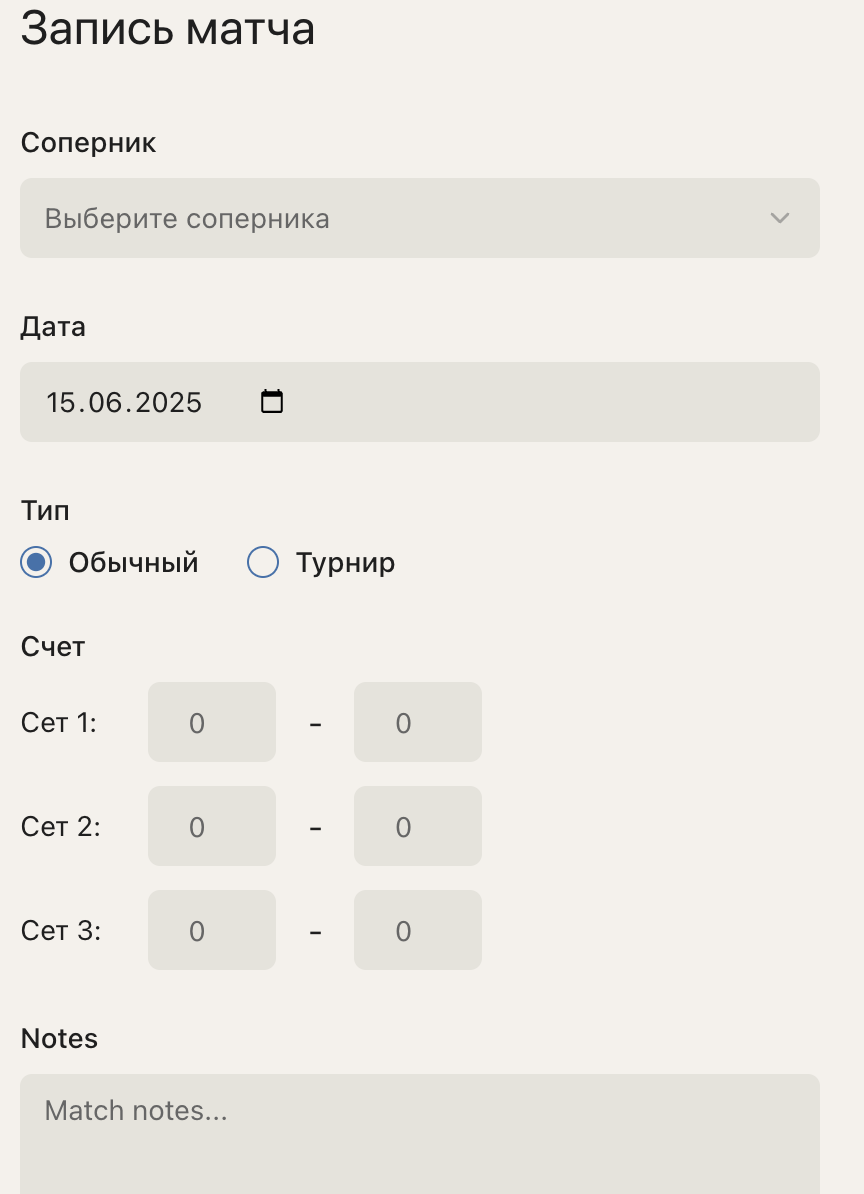 Запись матча
Соперник
Выберите соперника
Дата
15.06.2025
Тип
Обычный Турнир
Счет
Сет 1: 0 - 0
Сет 2: 0 - 0
Сет 3: 0 - 0
Notes
Match notes...